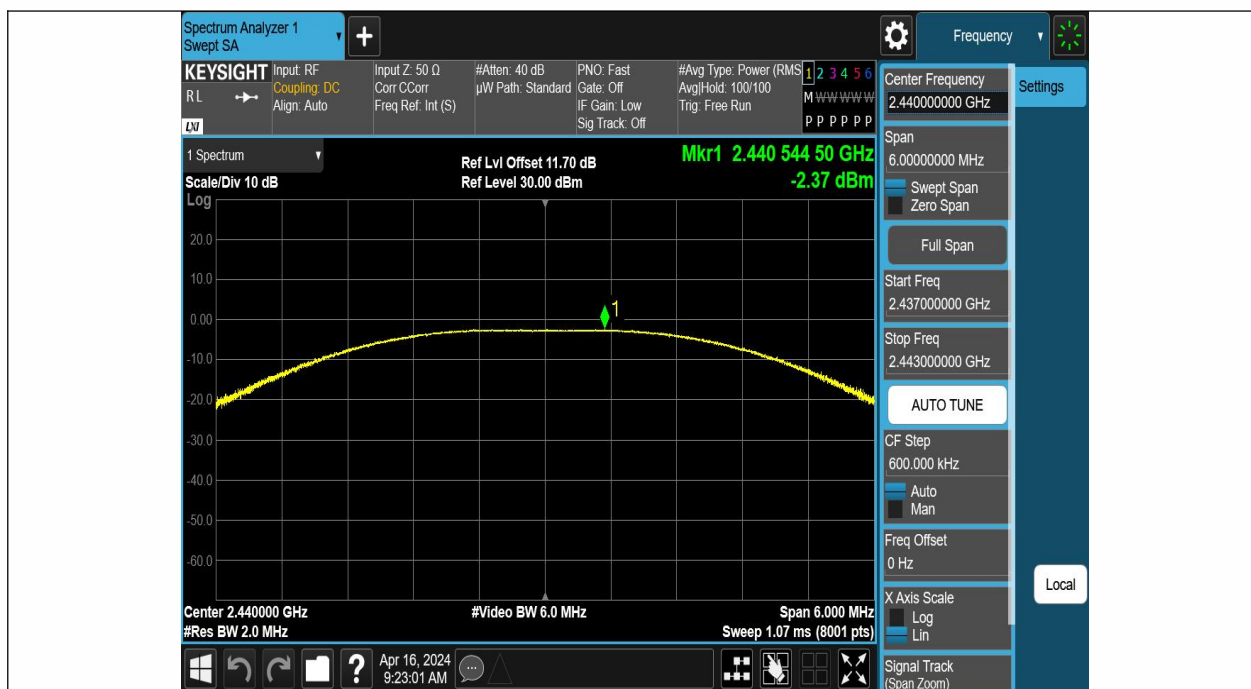 Spectrum Analyzer 1
Swept SA
+
Frequency
KEYSIGHT
RL
LXI
Input: RF
Coupling: DC
Align: Auto
Input Z: 50 Ω
Corr CCorr
Freq Ref: Int (S)
#Atten: 40 dB
µW Path: Standard
PNO: Fast
Gate: Off
IF Gain: Low
Sig Track: Off
#Avg Type: Power (RMS
Avg|Hold: 100/100
Trig: Free Run
1 2 3 4 5 6
M W W W W W
P P P P P P
1 Spectrum
Scale/Div 10 dB
Log
Ref Lvl Offset 11.70 dB
Ref Level 30.00 dBm
Mkr1 2.440 544 50 GHz
-2.37 dBm
20.0
10.0
0.00
-10.0
-20.0
-30.0
-40.0
-50.0
-60.0
1
Center 2.440000 GHz
#Res BW 2.0 MHz
#Video BW 6.0 MHz
Span 6.000 MHz
Sweep 1.07 ms (8001 pts)
?
Apr 16, 2024
9:23:01 AM
Center Frequency
2.440000000 GHz
Span
6.00000000 MHz
Swept Span
Zero Span
Full Span
Start Freq
2.437000000 GHz
Stop Freq
2.443000000 GHz
AUTO TUNE
CF Step
600.000 kHz
Auto
Man
Freq Offset
0 Hz
X Axis Scale
Log
Lin
Signal Track
(Span Zoom)
Settings
Local